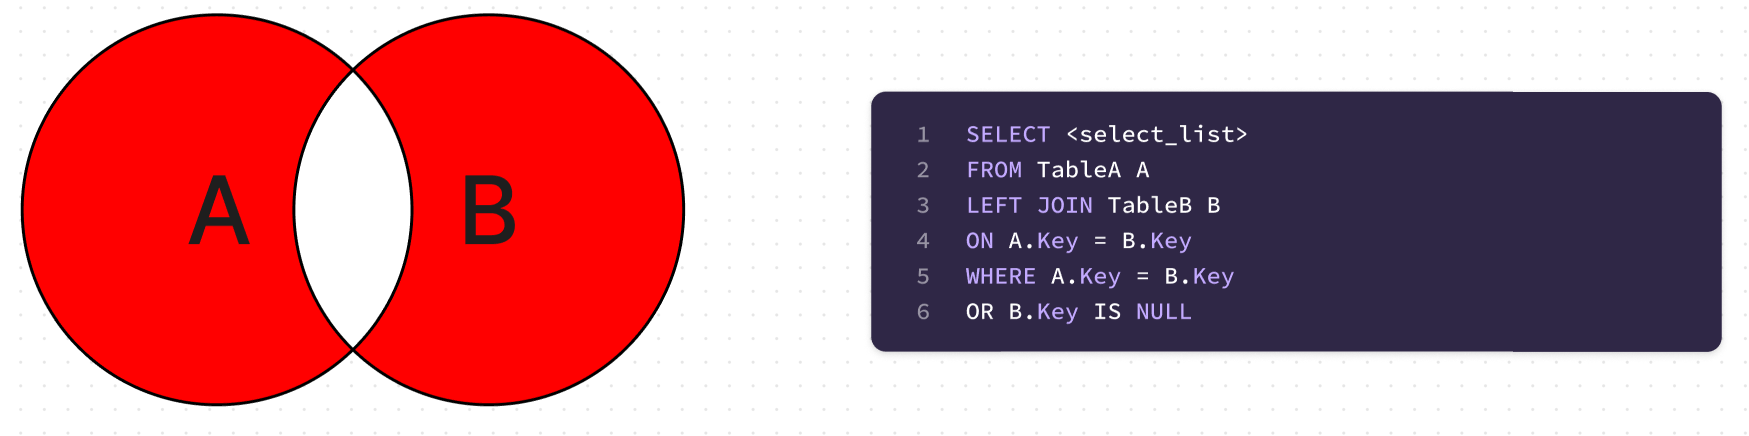 A B
1 SELECT <select_list>
2 FROM TableA A
3 LEFT JOIN TableB B
4 ON A.Key = B.Key
5 WHERE A.Key = B.Key
6 OR B.Key IS NULL